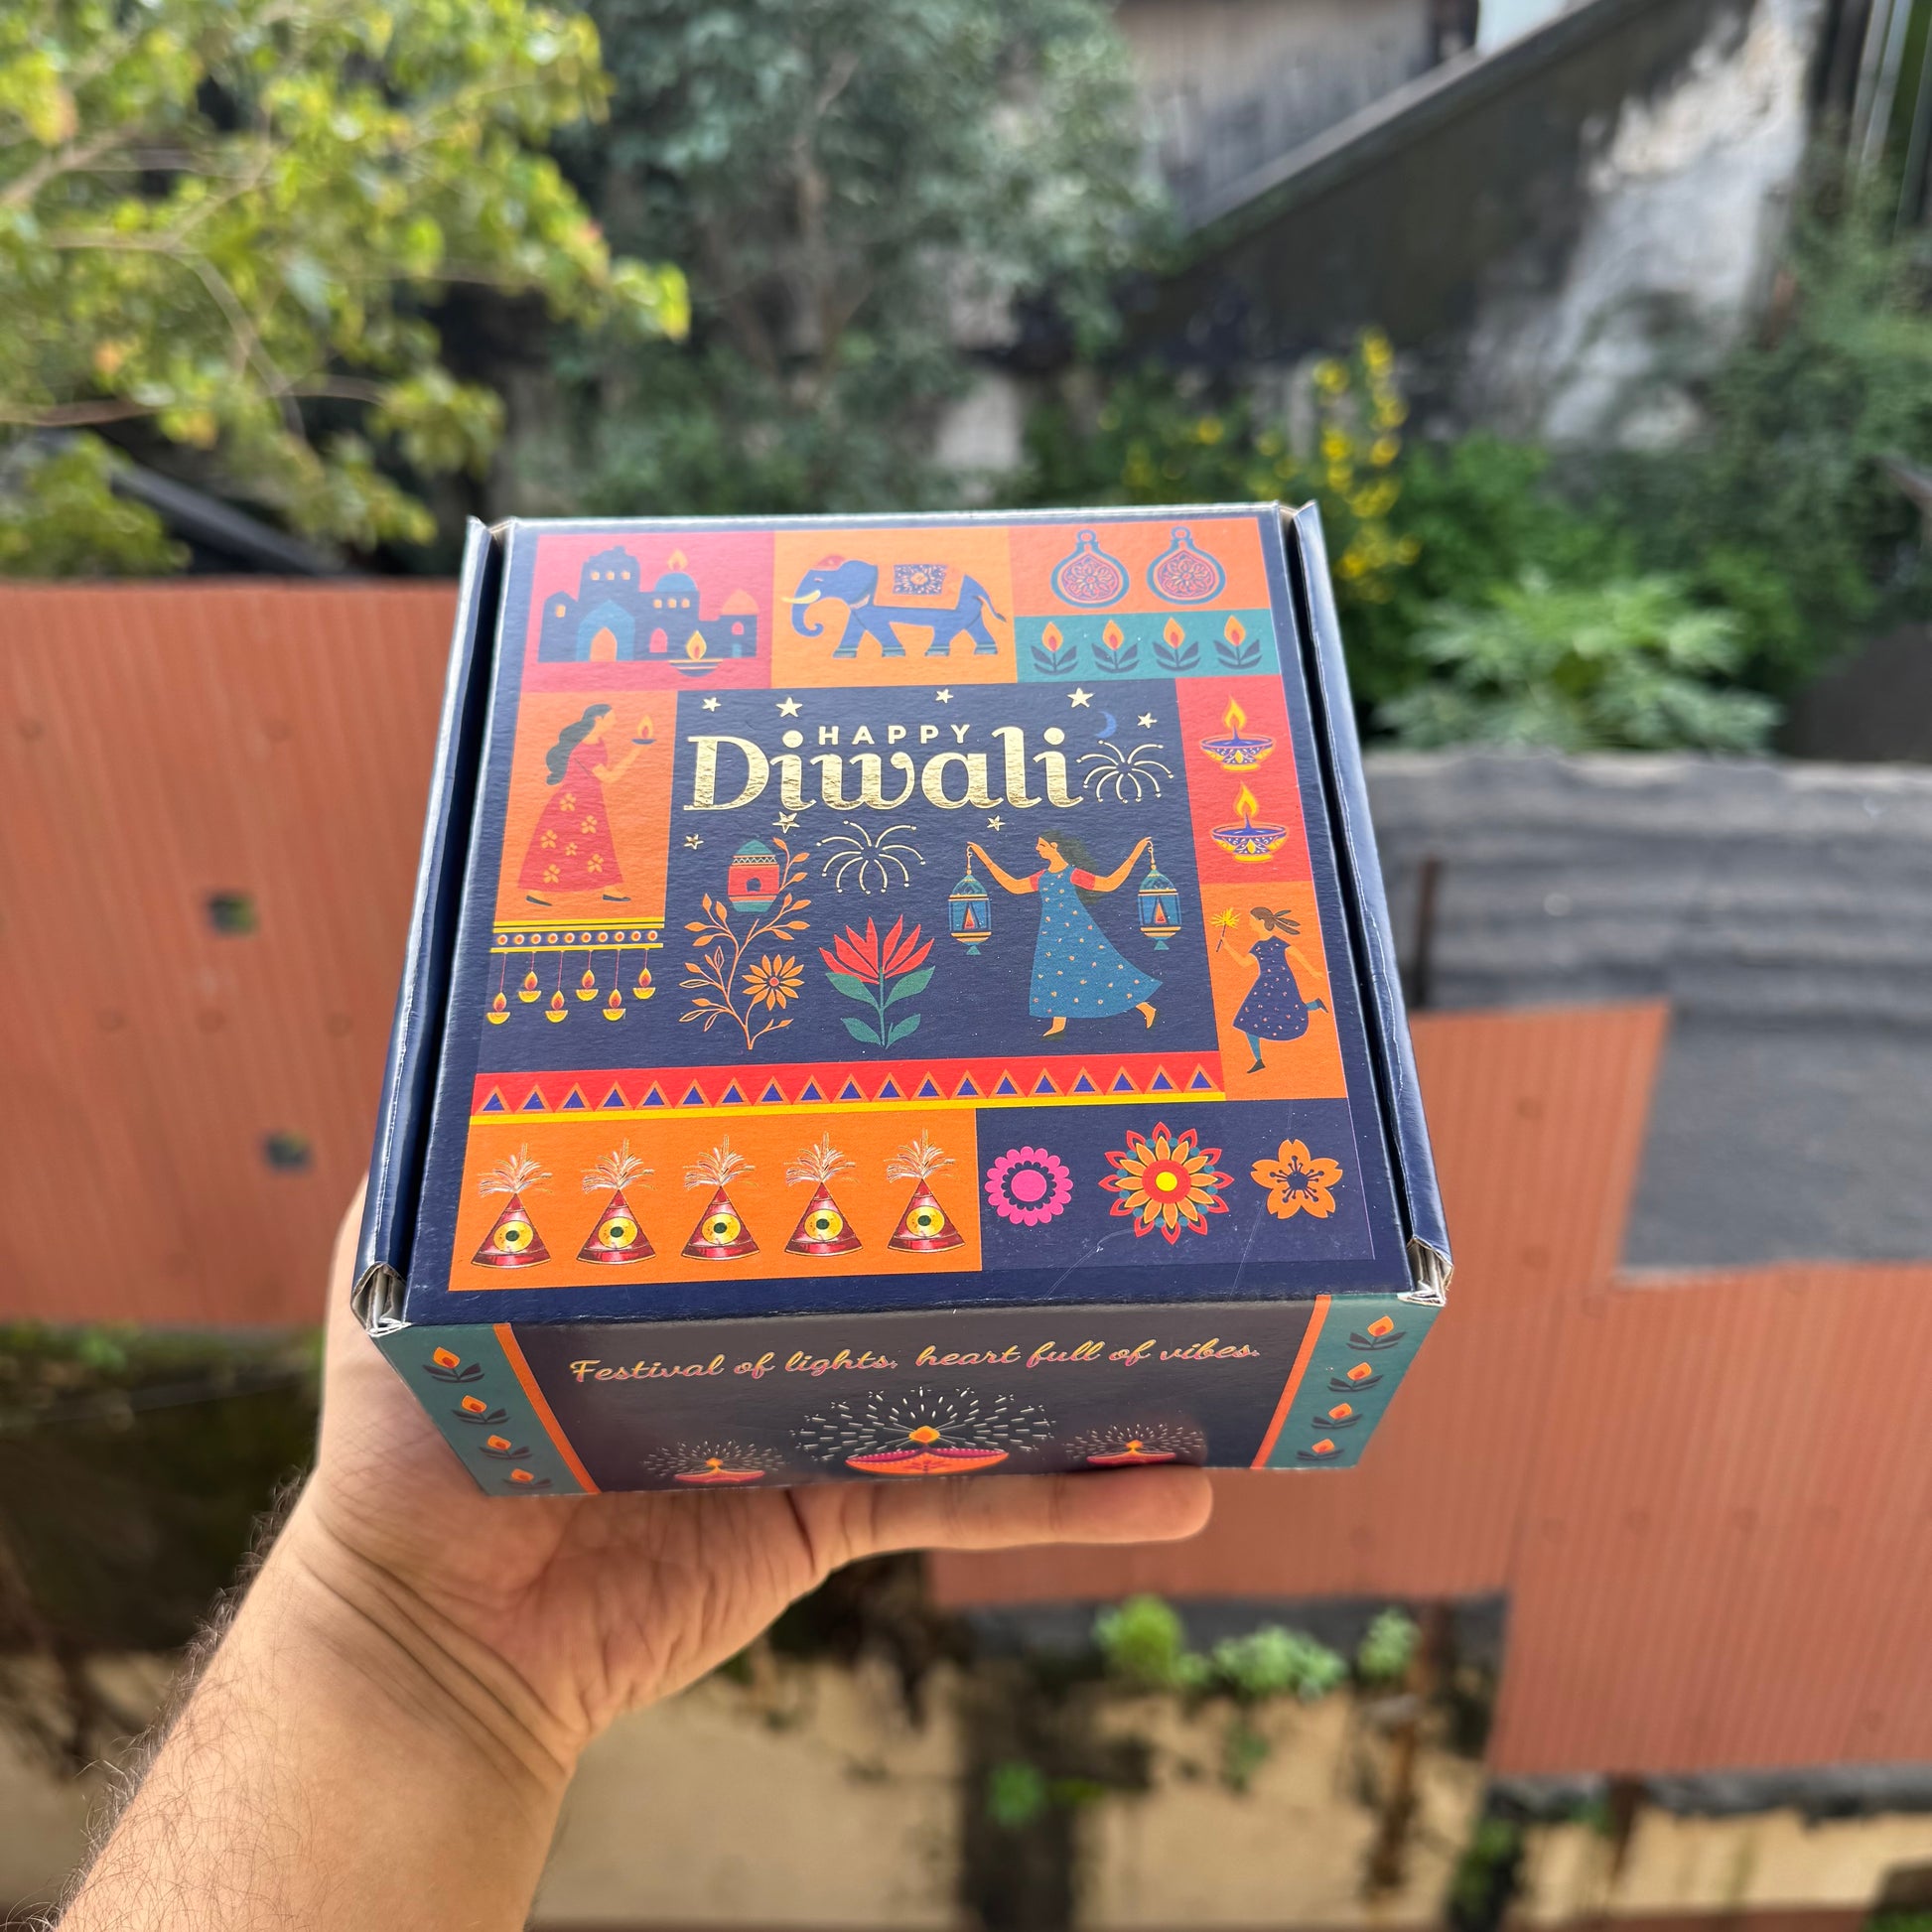 HAPPY
Diwali
Festival of lights, heart full of vibes.